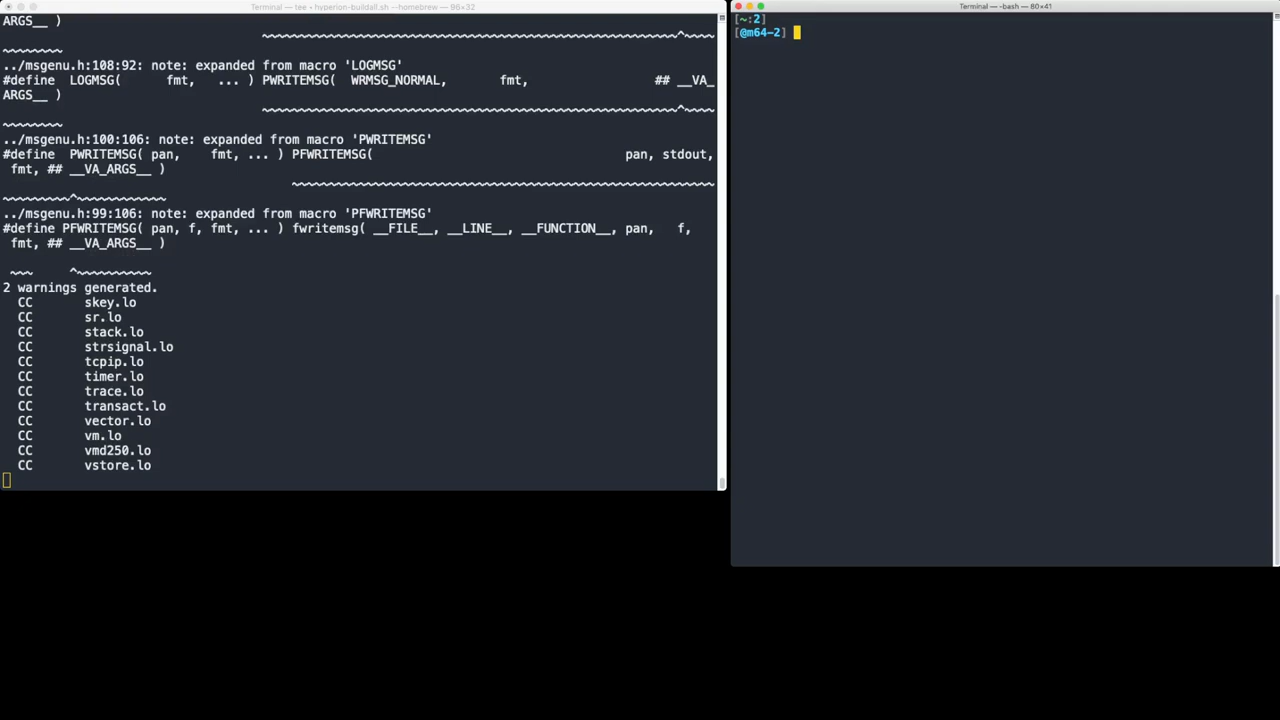 Terminal — tee • hyperion-buildall.sh --homebrew — 96×32
ARGS__ )
~~~~~~~~~~~~~~~~~~~~~~~~~~~~~~~~~~~~~~~~~~~~~~~~~~~~~~~~^~~~~
~~~~~~~~
../msgenu.h:108:92: note: expanded from macro 'LOGMSG'
#define  LOGMSG(      fmt,   ... ) PWRITEMSG(  WRMSG_NORMAL,       fmt,                 ## __VA_
ARGS__ )
~~~~~~~~~~~~~~~~~~~~~~~~~~~~~~~~~~~~~~~~~~~~~~~~~~~~~~~~^~~~~
~~~~~~~~
../msgenu.h:100:106: note: expanded from macro 'PWRITEMSG'
#define  PWRITEMSG( pan,    fmt, ... ) PFWRITEMSG(                                  pan, stdout,
 fmt, ## __VA_ARGS__ )
~~~~~~~~~~~~~~~~~~~~~~~~~~~~~~~~~~~~~~~~~~~~~~~~~~~~~~~~~
~~~~~~~~~^~~~~~~~~~~~~
../msgenu.h:99:106: note: expanded from macro 'PFWRITEMSG'
#define PFWRITEMSG( pan, f, fmt, ... ) fwritemsg( __FILE__, __LINE__, __FUNCTION__, pan,    f,
 fmt, ## __VA_ARGS__ )
 ~~~     ^~~~~~~~~~~
2 warnings generated.
  CC       skey.lo
  CC       sr.lo
  CC       stack.lo
  CC       strsignal.lo
  CC       tcpip.lo
  CC       timer.lo
  CC       trace.lo
  CC       transact.lo
  CC       vector.lo
  CC       vm.lo
  CC       vmd250.lo
  CC       vstore.lo
Terminal — -bash — 80×41
[~:2]
[@m64-2]